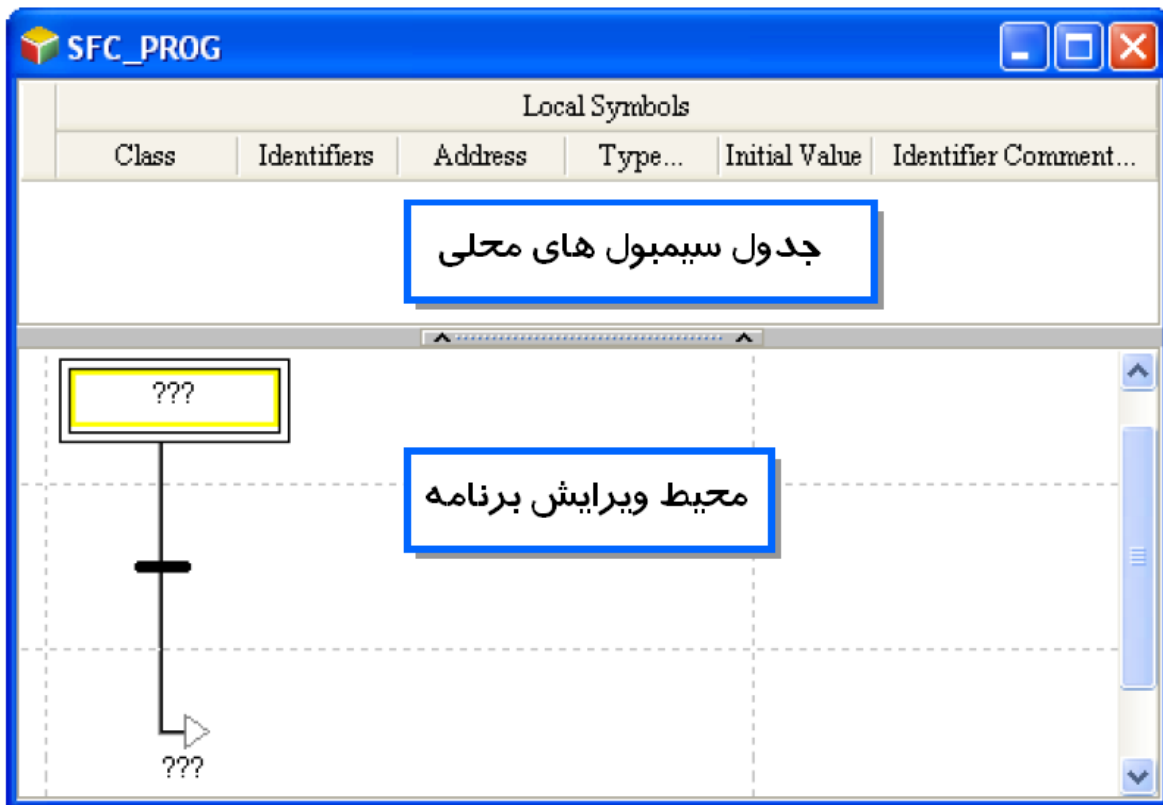 SFC_PROG
Local Symbols
Class Identifiers Address Type... Initial Value Identifier Comment...
جدول سیمبول های محلی
???
محیط ویرایش برنامه
???